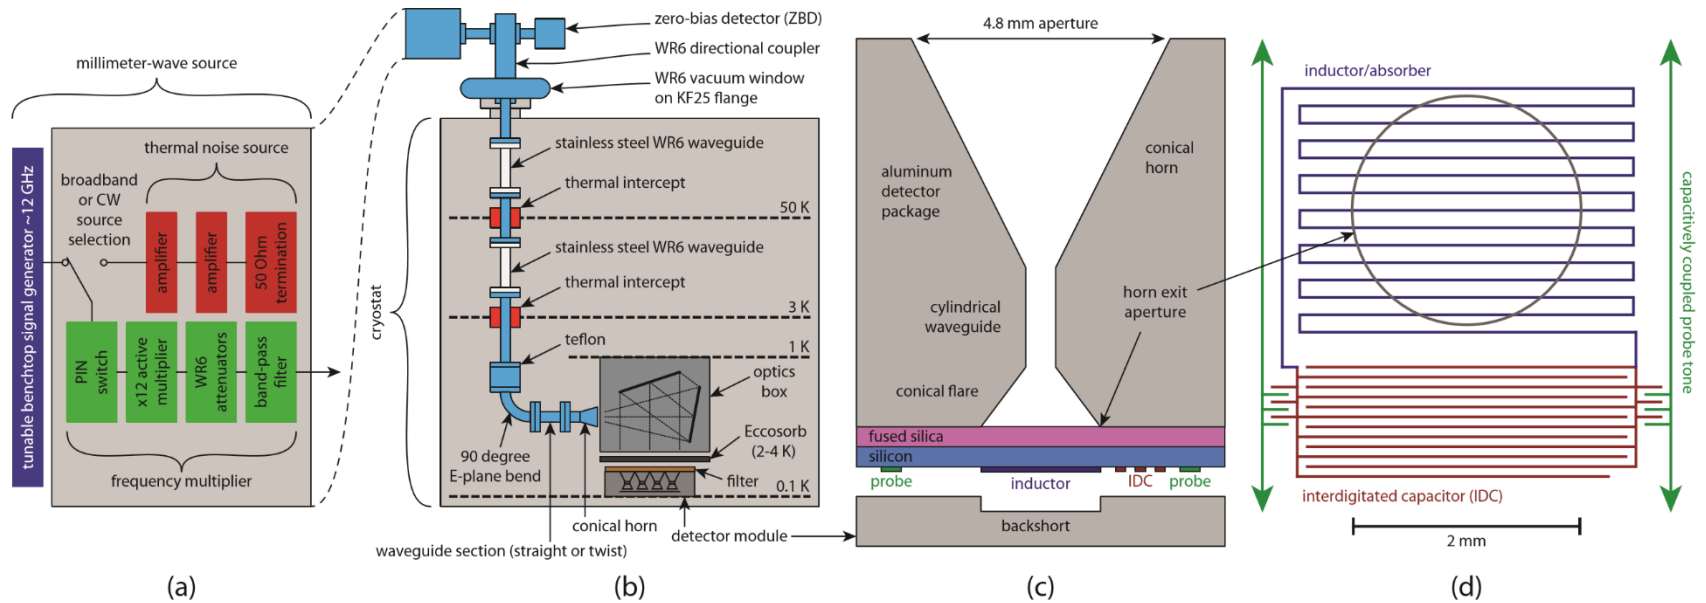 millimeter-wave source
tunable benchtop signal generator ~12 GHz
thermal noise source
broadband
or CW
source
selection
amplifier
amplifier
50 Ohm
termination
PIN
switch
x12 active
multiplier
WR6
attenuators
band-pass
filter
frequency multiplier
(a)
zero-bias detector (ZBD)
WR6 directional coupler
WR6 vacuum window
on KF25 flange
cryostat
stainless steel WR6 waveguide
thermal intercept
50 K
stainless steel WR6 waveguide
thermal intercept
3 K
teflon
1 K
optics
box
Eccosorb
(2-4 K)
90 degree
E-plane bend
filter
0.1 K
conical horn
waveguide section (straight or twist)
detector module
(b)
4.8 mm aperture
aluminum
detector
package
conical
horn
cylindrical
waveguide
horn exit
aperture
conical flare
fused silica
silicon
probe
inductor
IDC
probe
backshort
(c)
inductor/absorber
capacitively coupled probe tone
interdigitated capacitor (IDC)
2 mm
(d)